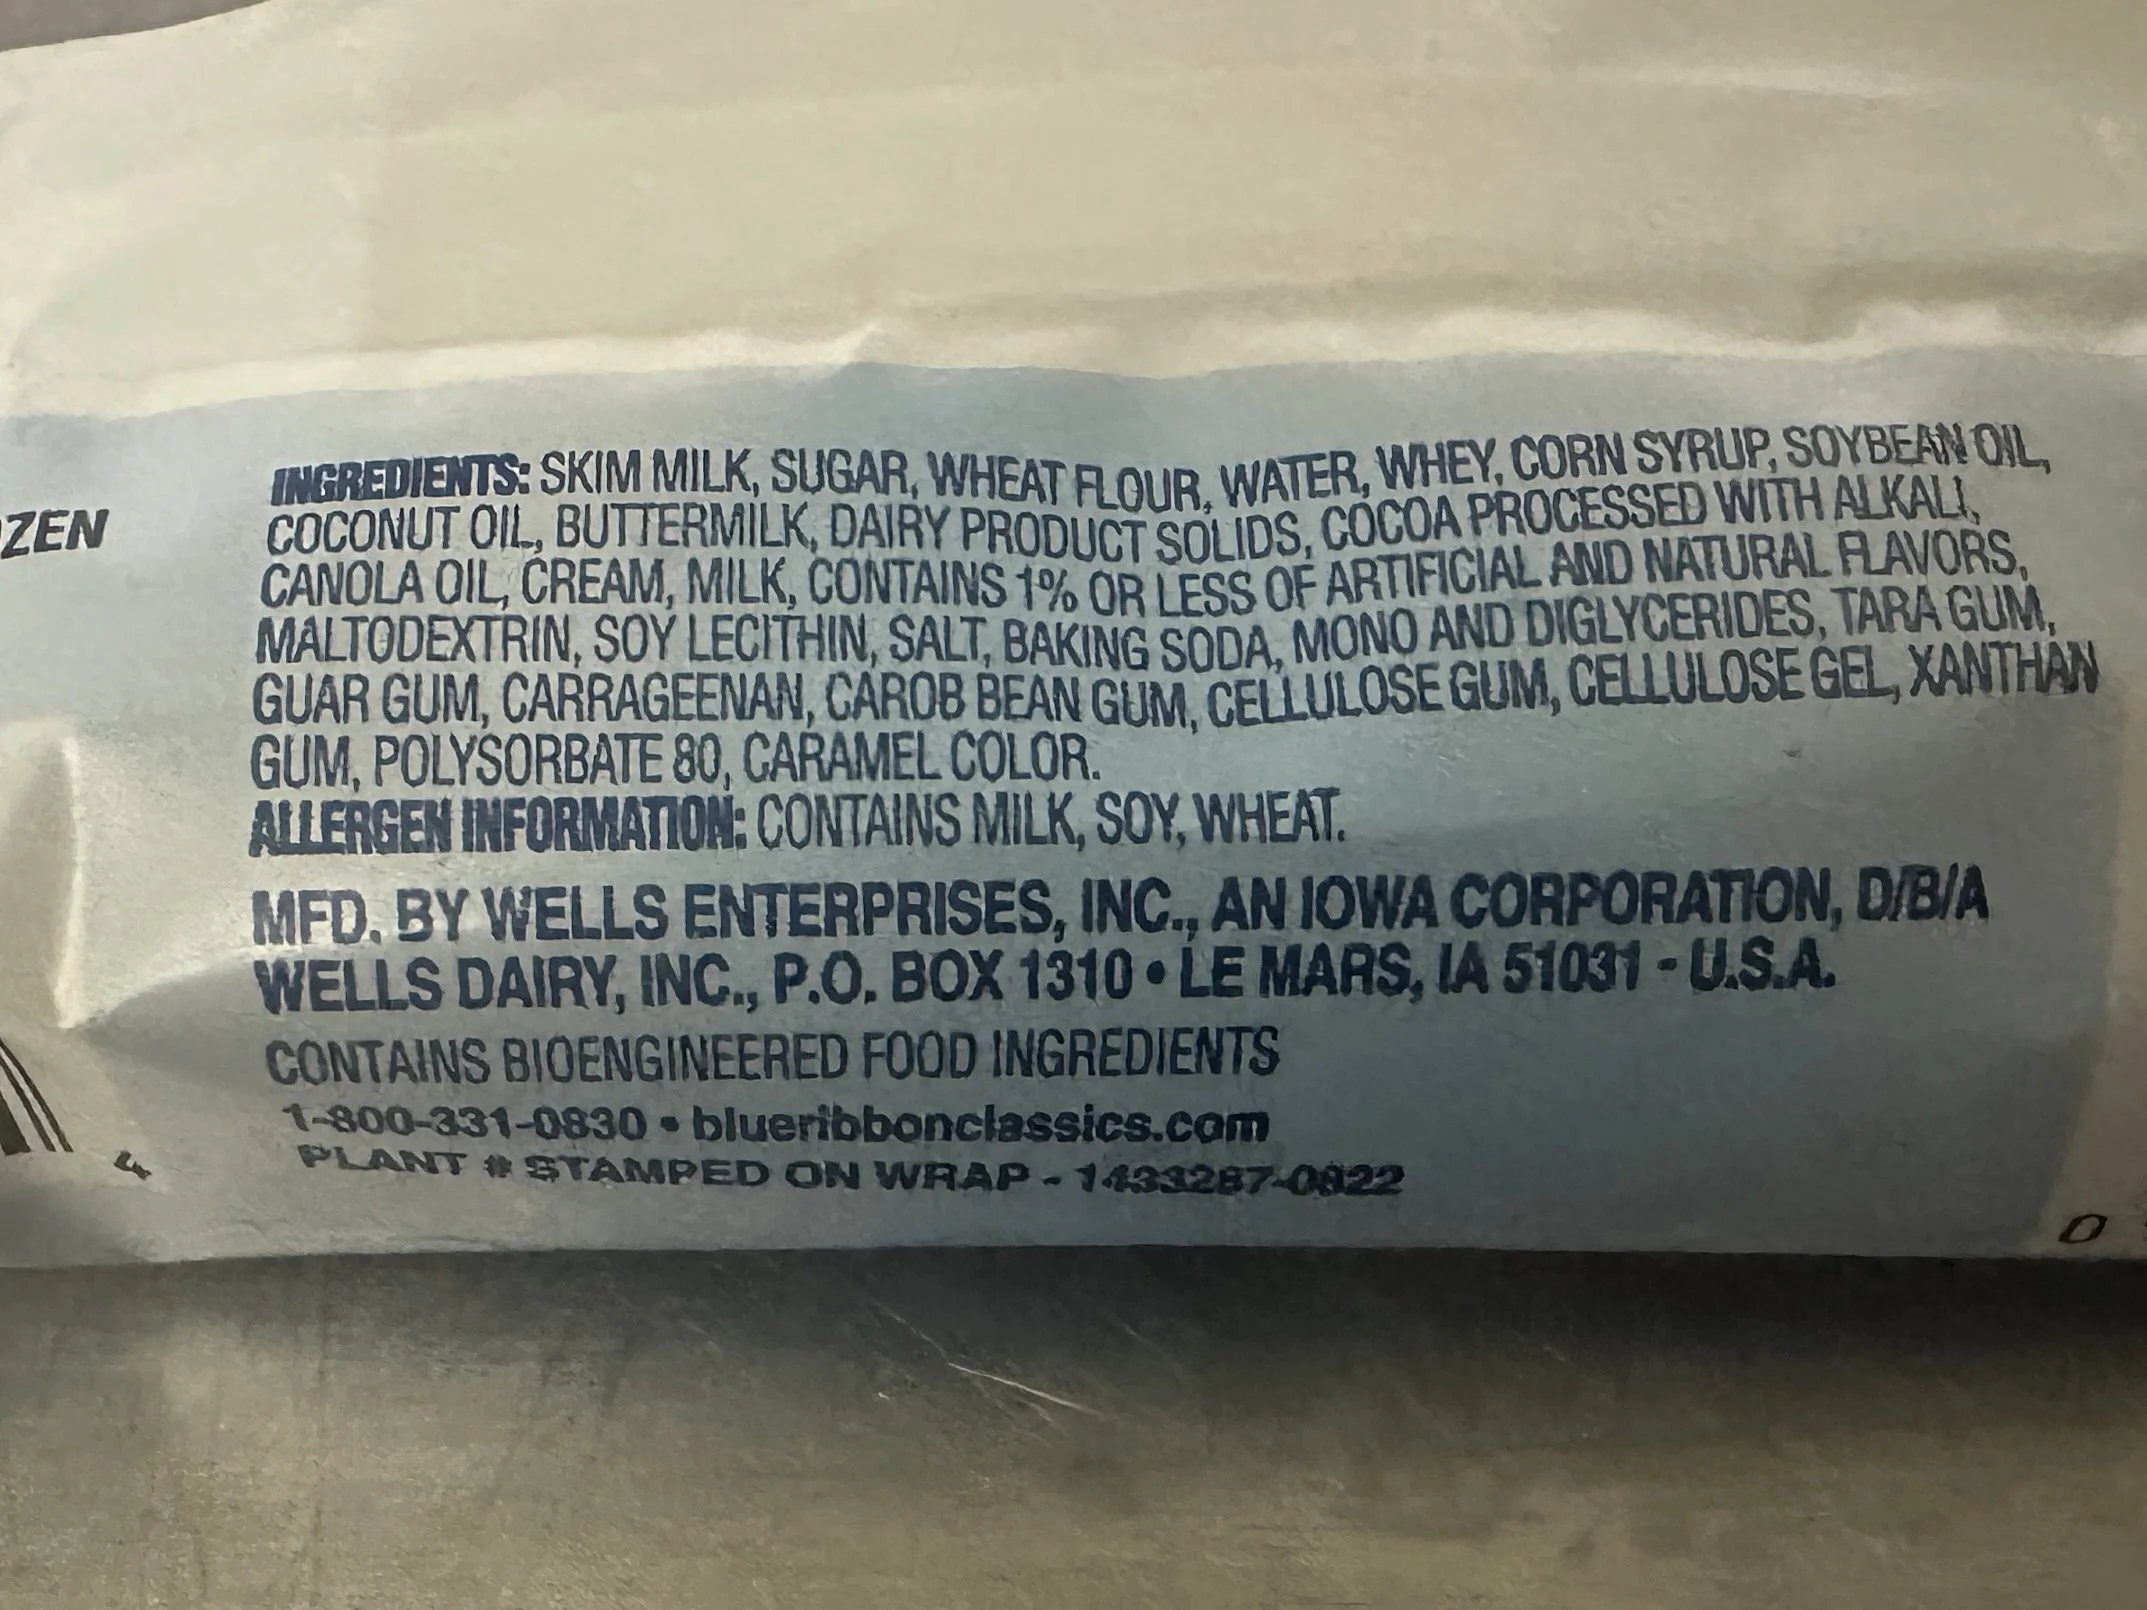 ZEN
INGREDIENTS: SKIM MILK, SUGAR, WHEAT FLOUR, WATER, WHEY, CORN SYRUP, SOYBEAN OIL,
COCONUT OIL, BUTTERMILK, DAIRY PRODUCT SOLIDS, COCOA PROCESSED WITH ALKALI,
CANOLA OIL, CREAM, MILK, CONTAINS 1% OR LESS OF ARTIFICIAL AND NATURAL FLAVORS,
MALTODEXTRIN, SOY LECITHIN, SALT, BAKING SODA, MONO AND DIGLYCERIDES, TARA GUM,
GUAR GUM, CARRAGEENAN, CAROB BEAN GUM, CELLULOSE GUM, CELLULOSE GEL, XANTHAN
GUM, POLYSORBATE 80, CARAMEL COLOR.
ALLERGEN INFORMATION: CONTAINS MILK, SOY, WHEAT.
MFD. BY WELLS ENTERPRISES, INC., AN IOWA CORPORATION, D/B/A
WELLS DAIRY, INC., P.O. BOX 1310 • LE MARS, IA 51031 - U.S.A.
CONTAINS BIOENGINEERED FOOD INGREDIENTS
1-800-331-0830 • blueribbonclassics.com
PLANT # STAMPED ON WRAP -
4
0